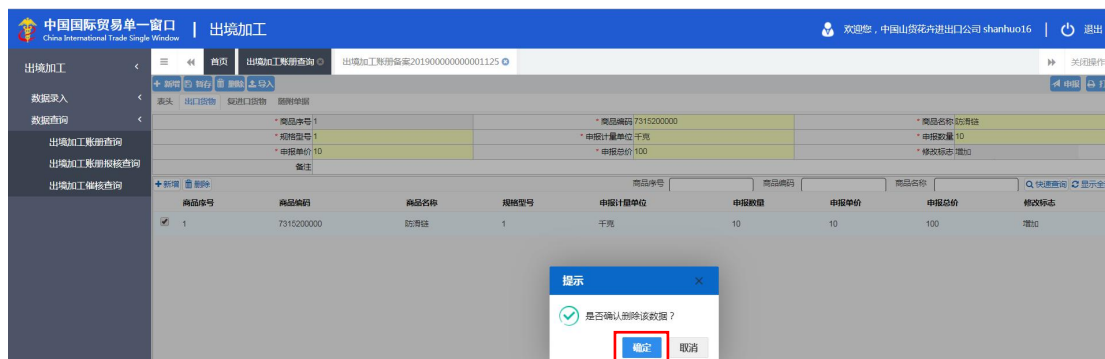 中国国际贸易单一窗口 | 出境加工
China International Trade Single Window
欢迎您，中国山货花卉进出口公司 shanhuo16 | 退出
出境加工
首页 出境加工账册查询 出境加工账册备案201900000000001125 关闭操作
+ 新增 暂存 删除 导入 申报
表头 出口货物 复进口货物 随附单据
数据录入
数据查询
出境加工账册查询
出境加工账册报核查询
出境加工催核查询
* 商品序号 1 * 商品编码 7315200000 * 商品名称 防滑链
* 规格型号 1 * 申报计量单位 千克 * 申报数量 10
* 申报单价 10 * 申报总价 100 * 修改标志 增加
备注
+新增 删除 商品序号 商品编码 商品名称 快速查询 显示全
商品序号 商品编码 商品名称 规格型号 申报计量单位 申报数量 申报单价 申报总价 修改标志
1 7315200000 防滑链 1 千克 10 10 100 增加
提示 ×
是否确认删除该数据？
确定 取消